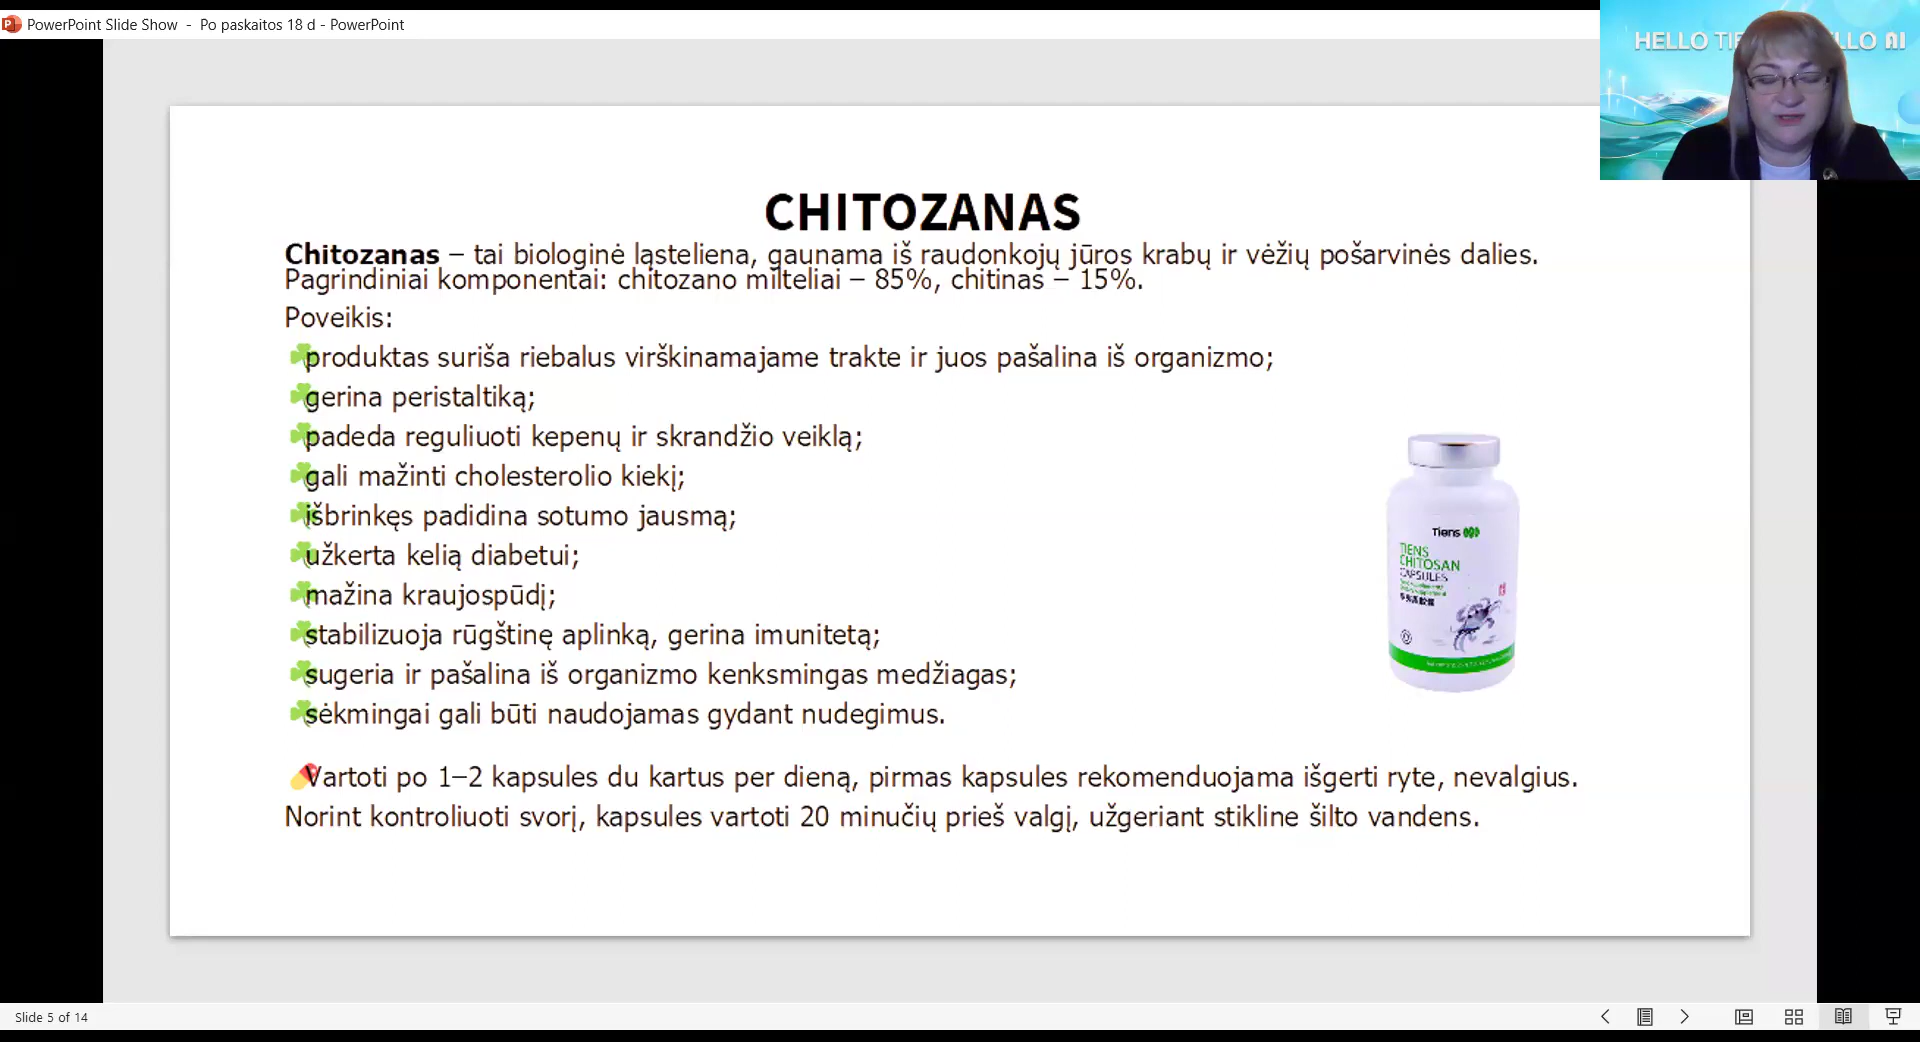 PowerPoint Slide Show - Po paskaitos 18 d - PowerPoint
HELLO
CHITOZANAS
Chitozanas – tai biologinė ląsteliena, gaunama iš raudonkojų jūros krabų ir vėžių pošarvinės dalies.
Pagrindiniai komponentai: chitozano milteliai – 85%, chitinas – 15%.
Poveikis:
produktas suriša riebalus virškinamajame trakte ir juos pašalina iš organizmo;
gerina peristaltiką;
padeda reguliuoti kepenų ir skrandžio veiklą;
gali mažinti cholesterolio kiekį;
išbrinkęs padidina sotumo jausmą;
užkerta kelią diabetui;
mažina kraujospūdį;
stabilizuoja rūgštinę aplinką, gerina imunitetą;
sugeria ir pašalina iš organizmo kenksmingas medžiagas;
sėkmingai gali būti naudojamas gydant nudegimus.
Vartoti po 1–2 kapsules du kartus per dieną, pirmas kapsules rekomenduojama išgerti ryte, nevalgius.
Norint kontroliuoti svorį, kapsules vartoti 20 minučių prieš valgį, užgeriant stikline šilto vandens.
Tiens
TIENS
CHITOSAN
CAPSULES
Slide 5 of 14